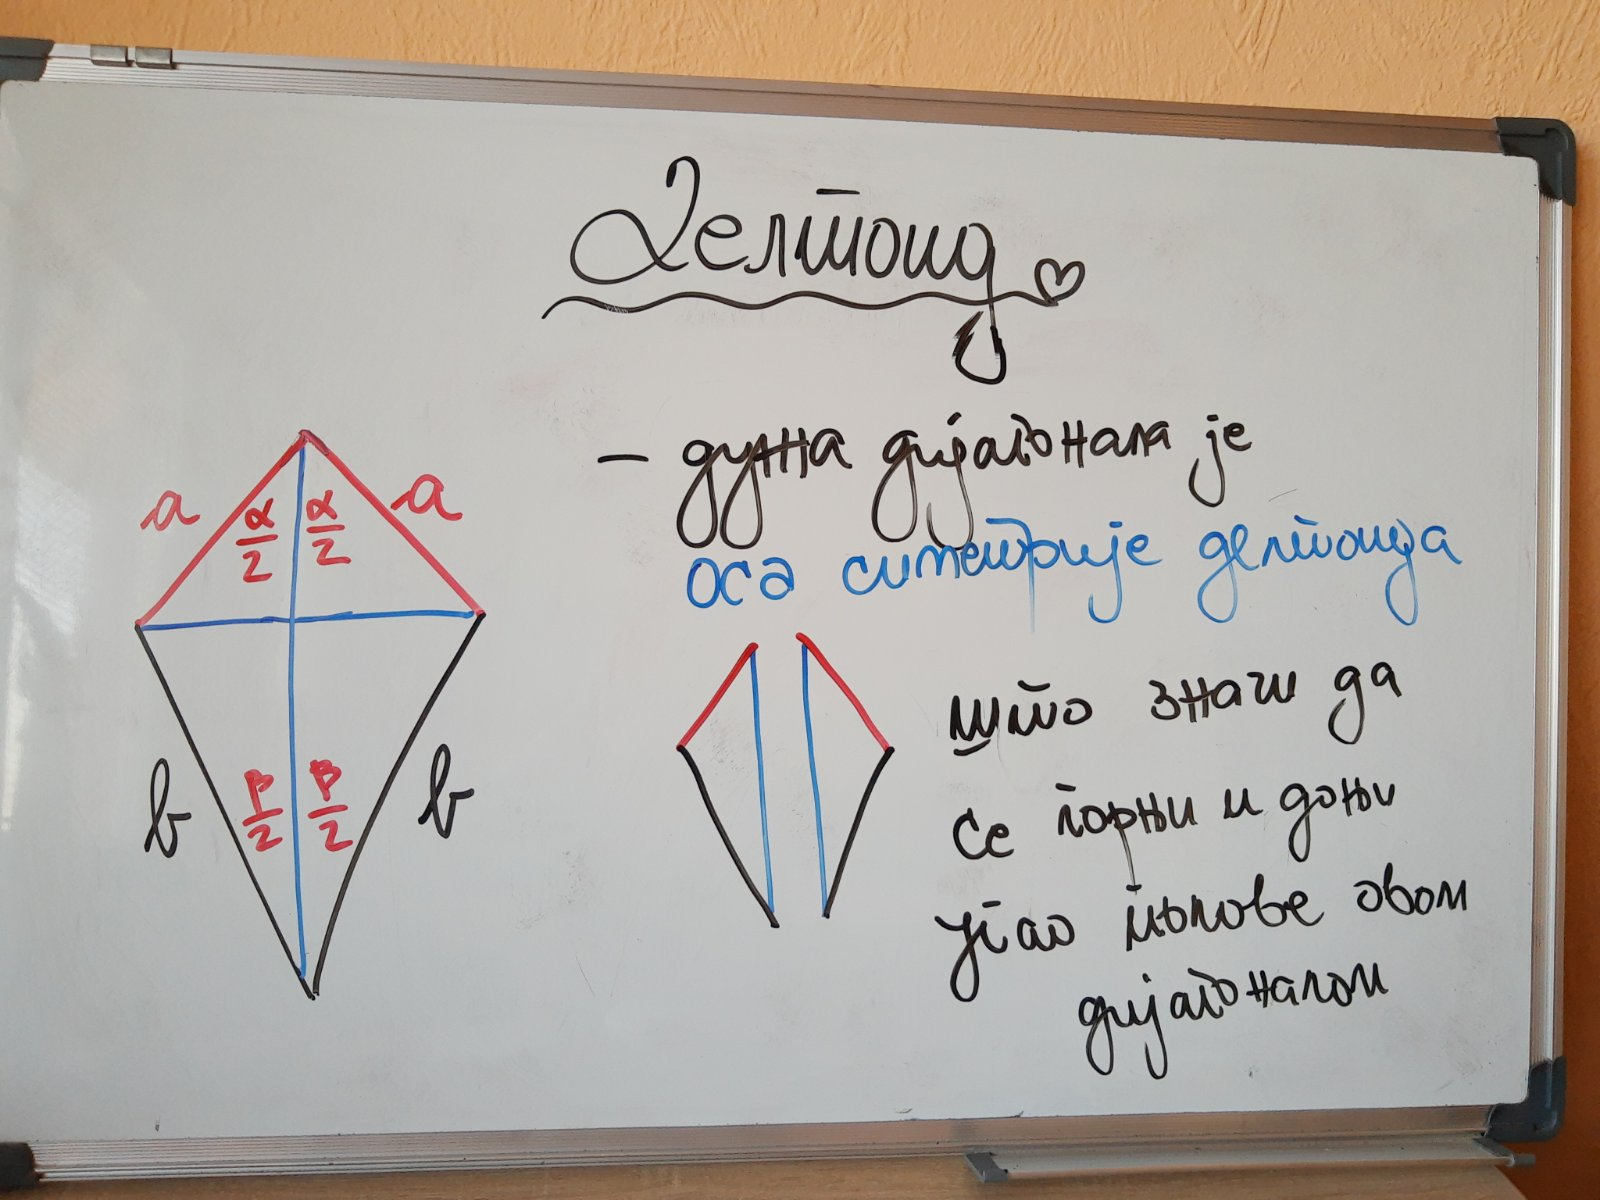 Делтоид
– дужа дијагонала је
оса симетрије делтоида
a α/2 α/2 a
што значи да
се горњи и доњи
b β/2 β/2 b
угао полове овом
дијагоналом